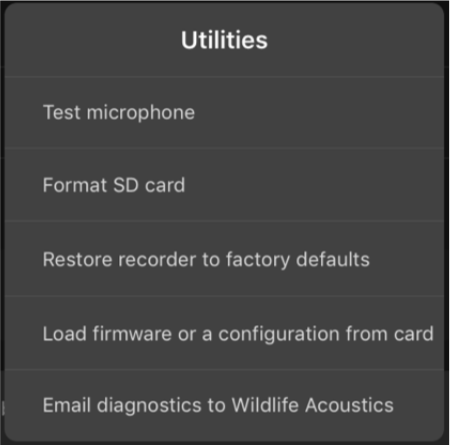 Utilities
Test microphone
Format SD card
Restore recorder to factory defaults
Load firmware or a configuration from card
Email diagnostics to Wildlife Acoustics